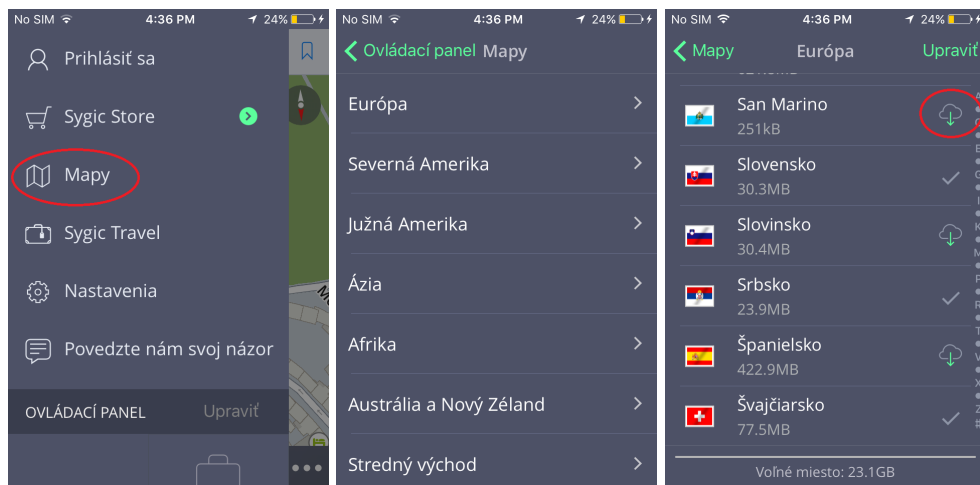 No SIM 4:36 PM 24%
Prihlásiť sa
Sygic Store
Mapy
Sygic Travel
Nastavenia
Povedzte nám svoj názor
OVLÁDACÍ PANEL Upraviť
No SIM 4:36 PM 24%
Ovládací panel Mapy
Európa
Severná Amerika
Južná Amerika
Ázia
Afrika
Austrália a Nový Zéland
Stredný východ
No SIM 4:36 PM 24%
Mapy Európa Upraviť
San Marino
251kB
Slovensko
30.3MB
Slovinsko
30.4MB
Srbsko
23.9MB
Španielsko
422.9MB
Švajčiarsko
77.5MB
Voľné miesto: 23.1GB